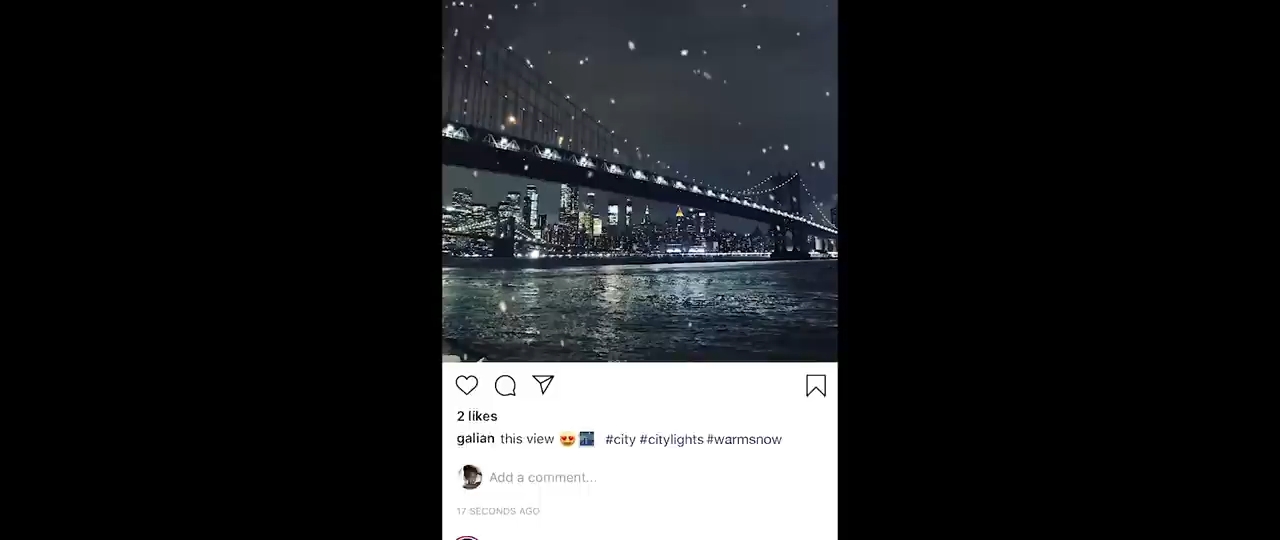 2 likes
galian this view 😍🌃 #city #citylights #warmsnow
Add a comment...
17 SECONDS AGO